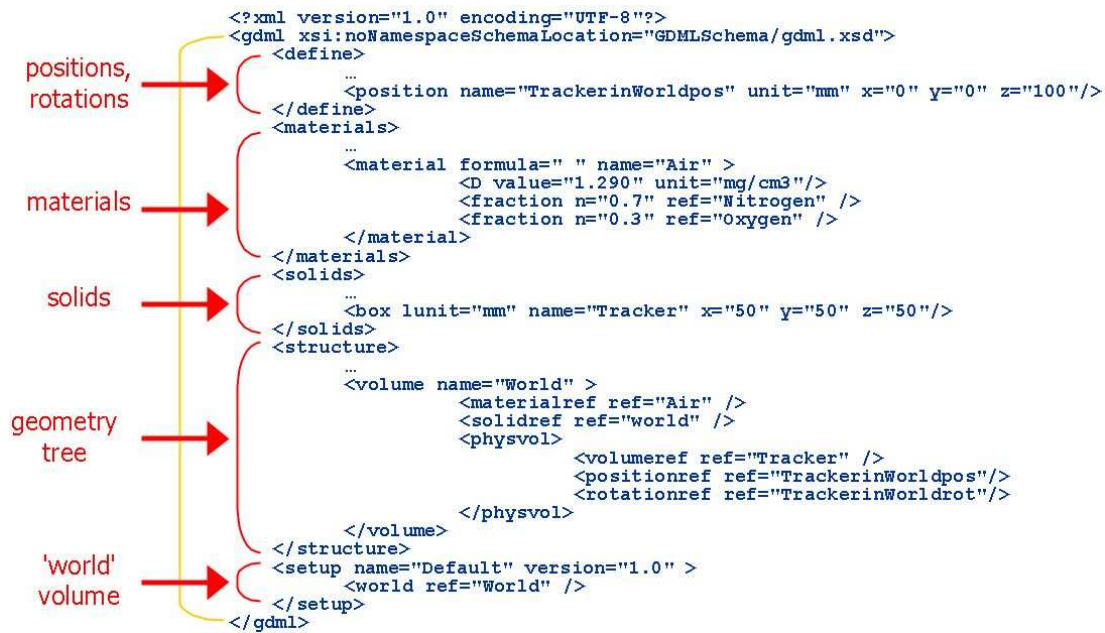 <?xml version="1.0" encoding="UTF-8"?>
<gdml xsi:noNamespaceSchemaLocation="GDMLSchema/gdml.xsd">
<define>
…
<position name="TrackerinWorldpos" unit="mm" x="0" y="0" z="100"/>
</define>
positions,
rotations
<materials>
…
<material formula=" " name="Air" >
<D value="1.290" unit="mg/cm3"/>
<fraction n="0.7" ref="Nitrogen" />
<fraction n="0.3" ref="Oxygen" />
</material>
</materials>
materials
<solids>
…
<box lunit="mm" name="Tracker" x="50" y="50" z="50"/>
</solids>
solids
<structure>
…
<volume name="World" >
<materialref ref="Air" />
<solidref ref="world" />
<physvol>
<volumeref ref="Tracker" />
<positionref ref="TrackerinWorldpos"/>
<rotationref ref="TrackerinWorldrot"/>
</physvol>
</volume>
</structure>
geometry
tree
<setup name="Default" version="1.0" >
<world ref="World" />
</setup>
'world'
volume
</gdml>